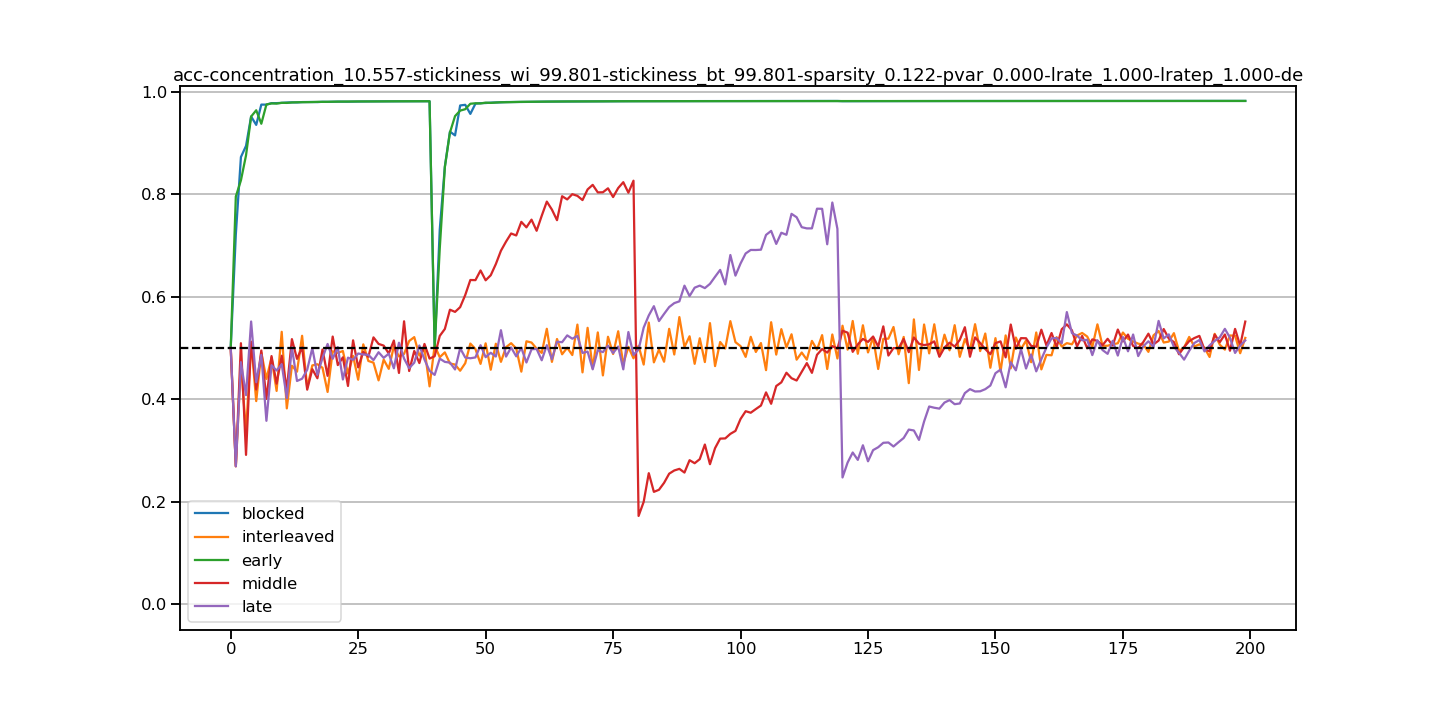 acc-concentration_10.557-stickiness_wi_99.801-stickiness_bt_99.801-sparsity_0.122-pvar_0.000-lrate_1.000-lratep_1.000-de
1.0
0.8
0.6
0.4
0.2
0.0
blocked
interleaved
early
middle
late
0 25 50 75 100 125 150 175 200